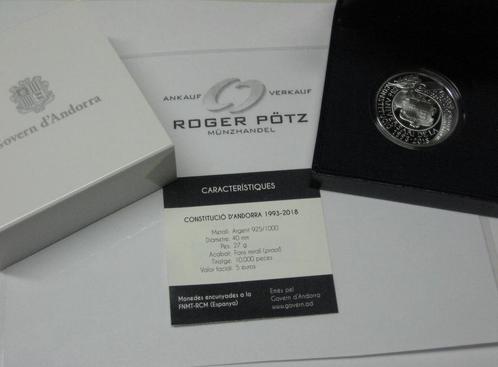 Govern d'Andorra
ANKAUF VERKAUF
ROGER PÖTZ
MÜNZHANDEL
CARACTERÍSTIQUES
CONSTITUCIÓ D'ANDORRA 1993-2018
Metall: Argent 925/1000
Diàmetre: 40 mm
Pes: 27 g
Acabat: Fons mirall (proof)
Tiratge: 10.000 peces
Valor facial: 5 euros
Monedes encunyades a la
FNMT-RCM (Espanya)
Eines pel
Govern d'Andorra
www.govern.ad